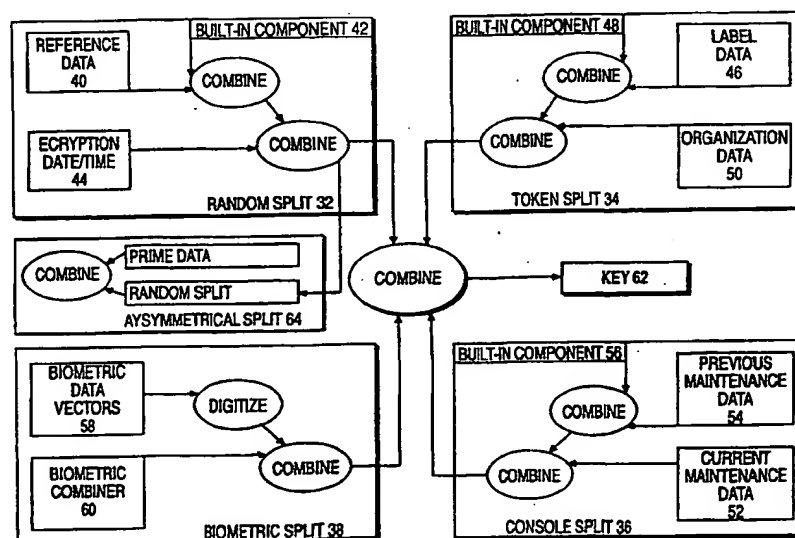 BUILT-IN COMPONENT 42
REFERENCE
DATA
40
COMBINE
ECRYPTION
DATE/TIME
44
COMBINE
RANDOM SPLIT 32
BUILT-IN COMPONENT 48
LABEL
DATA
46
COMBINE
COMBINE
ORGANIZATION
DATA
50
TOKEN SPLIT 34
COMBINE
PRIME DATA
RANDOM SPLIT
AYSYMMETRICAL SPLIT 64
COMBINE
KEY 62
BIOMETRIC
DATA
VECTORS
58
DIGITIZE
BIOMETRIC
COMBINER
60
COMBINE
BIOMETRIC SPLIT 38
BUILT-IN COMPONENT 56
PREVIOUS
MAINTENANCE
DATA
54
COMBINE
COMBINE
CURRENT
MAINTENANCE
DATA
52
CONSOLE SPLIT 36